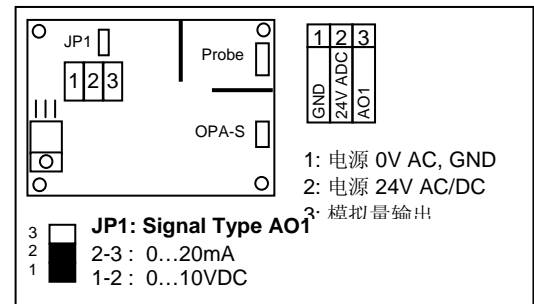 JP1
Probe
1 2 3
OPA-S
1 2 3
GND
24V ADC
AO1
1: 电源 0V AC, GND
2: 电源 24V AC/DC
3: 模拟量输出
JP1: Signal Type AO1
3
2
1
2-3 : 0…20mA
1-2 : 0…10VDC